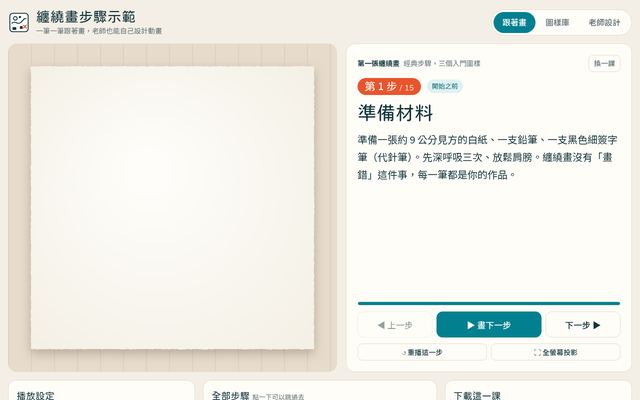 纏繞畫步驟示範
一筆一筆跟著畫，老師也能自己設計動畫
跟著畫
圖樣庫
老師設計
第一張纏繞畫 經典步驟，三個入門圖樣
換一課
第 1 步 / 15
開始之前
準備材料
準備一張約 9 公分見方的白紙、一支鉛筆、一支黑色細簽字
筆（代針筆）。先深呼吸三次、放鬆肩膀。纏繞畫沒有「畫
錯」這件事，每一筆都是你的作品。
◀ 上一步
▶ 畫下一步
下一步 ▶
重播這一步
全螢幕投影
播放設定
全部步驟 點一下可以跳過去
下載這一課